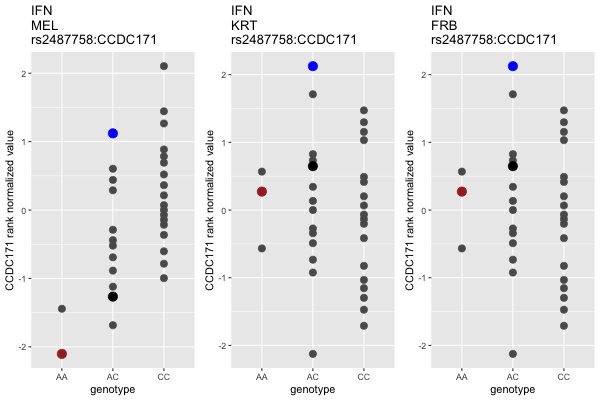 IFN
MEL
rs2487758:CCDC171
CCDC171 rank normalized value
2
1
0
-1
-2
AA
AC
CC
genotype
IFN
KRT
rs2487758:CCDC171
CCDC171 rank normalized value
2
1
0
-1
-2
AA
AC
CC
genotype
IFN
FRB
rs2487758:CCDC171
CCDC171 rank normalized value
2
1
0
-1
-2
AA
AC
CC
genotype